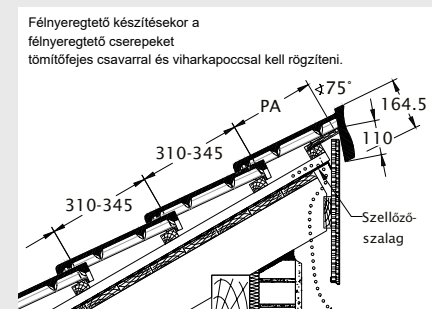 Félnyeregtető készítésekor a
félnyeregtető cserepeket
tömítőfejes csavarral és viharkapoccsal kell rögzíteni.
75°
PA
164.5
110
310-345
310-345
Szellőző-
szalag